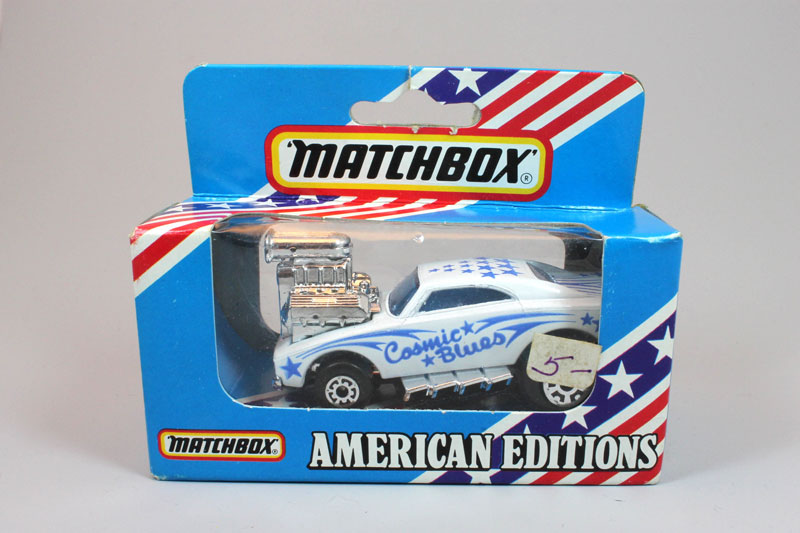 'MATCHBOX'®
Cosmic
Blues
5-
MATCHBOX®
AMERICAN EDITIONS